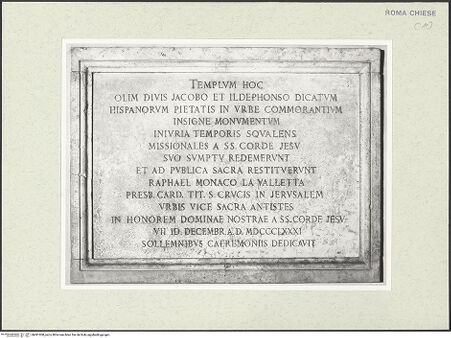 ROMA CHIESE
TEMPLVM HOC
OLIM DIVIS JACOBO ET ILDEPHONSO DICATVM
HISPANORVM PIETATIS IN VRBE COMMORANTIVM
INSIGNE MONVMENTVM
INIVRIA TEMPORIS SQVALENS
MISSIONALES A SS. CORDE JESV
SVO SVMPTV REDEMERVNT
ET AD PVBLICA SACRA RESTITVERVNT
RAPHAEL MONACO LA VALLETTA
PRESB. CARD. TIT. S. CRVCIS IN JERVSALEM
VRBIS VICE SACRA ANTISTES
IN HONOREM DOMINAE NOSTRAE A SS. CORDE JESV
VII ID. DECEMBR. A.D. MDCCCLXXXI
SOLLEMNIBVS CAEREMONIIS DEDICAVIT